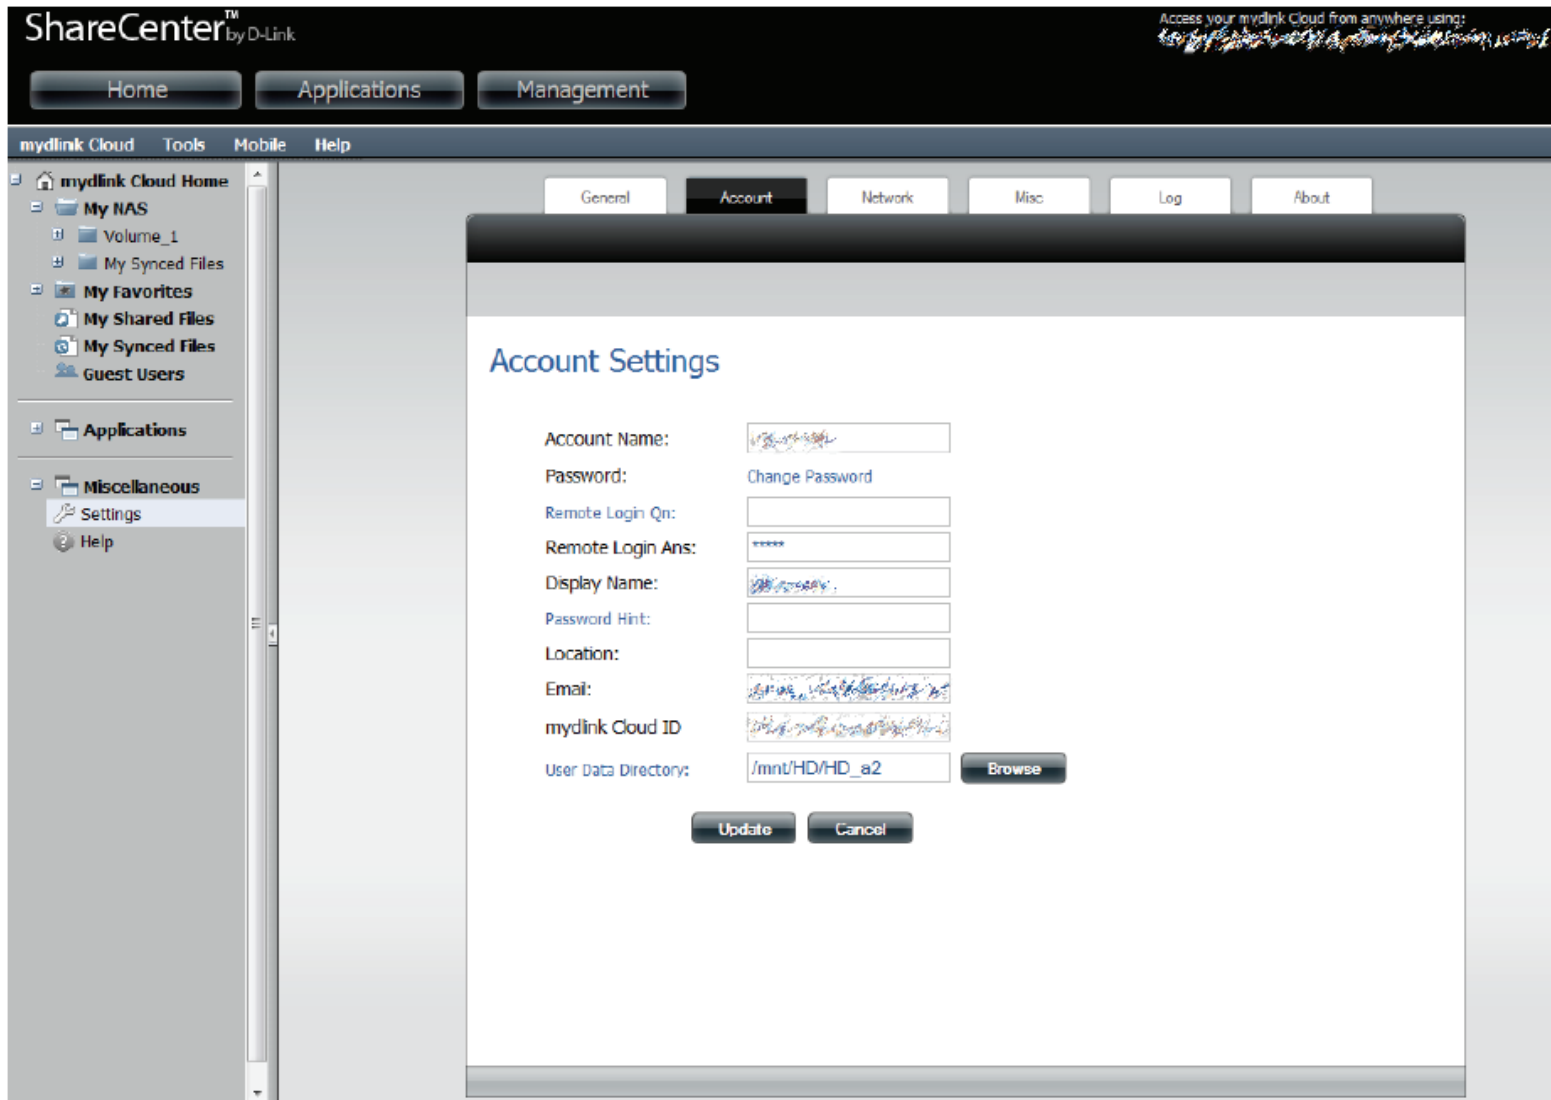 ShareCenter™ by D-Link
Access your mydlink Cloud from anywhere using:
Home Applications Management
mydlink Cloud Tools Mobile Help
mydlink Cloud Home
My NAS
Volume_1
My Synced Files
My Favorites
My Shared Files
My Synced Files
Guest Users
Applications
Miscellaneous
Settings
Help
General Account Network Misc Log About
Account Settings
Account Name:
Password: Change Password
Remote Login Qn:
Remote Login Ans: *****
Display Name:
Password Hint:
Location:
Email:
mydlink Cloud ID
User Data Directory: /mnt/HD/HD_a2 Browse
Update Cancel